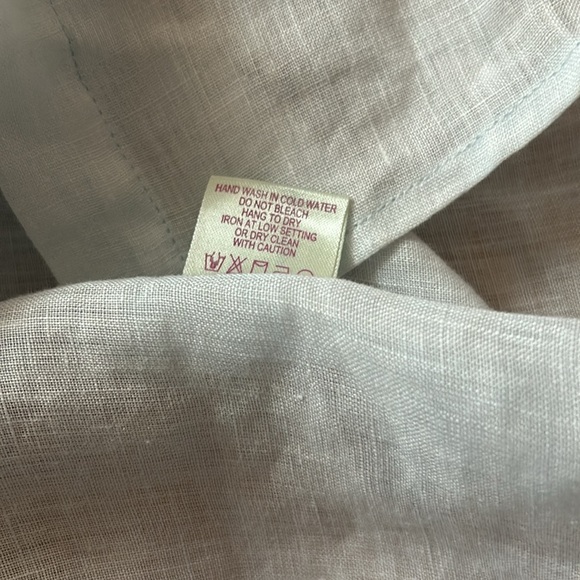 HAND WASH IN COLD WATER
DO NOT BLEACH
HANG TO DRY
IRON AT LOW SETTING
OR DRY CLEAN
WITH CAUTION